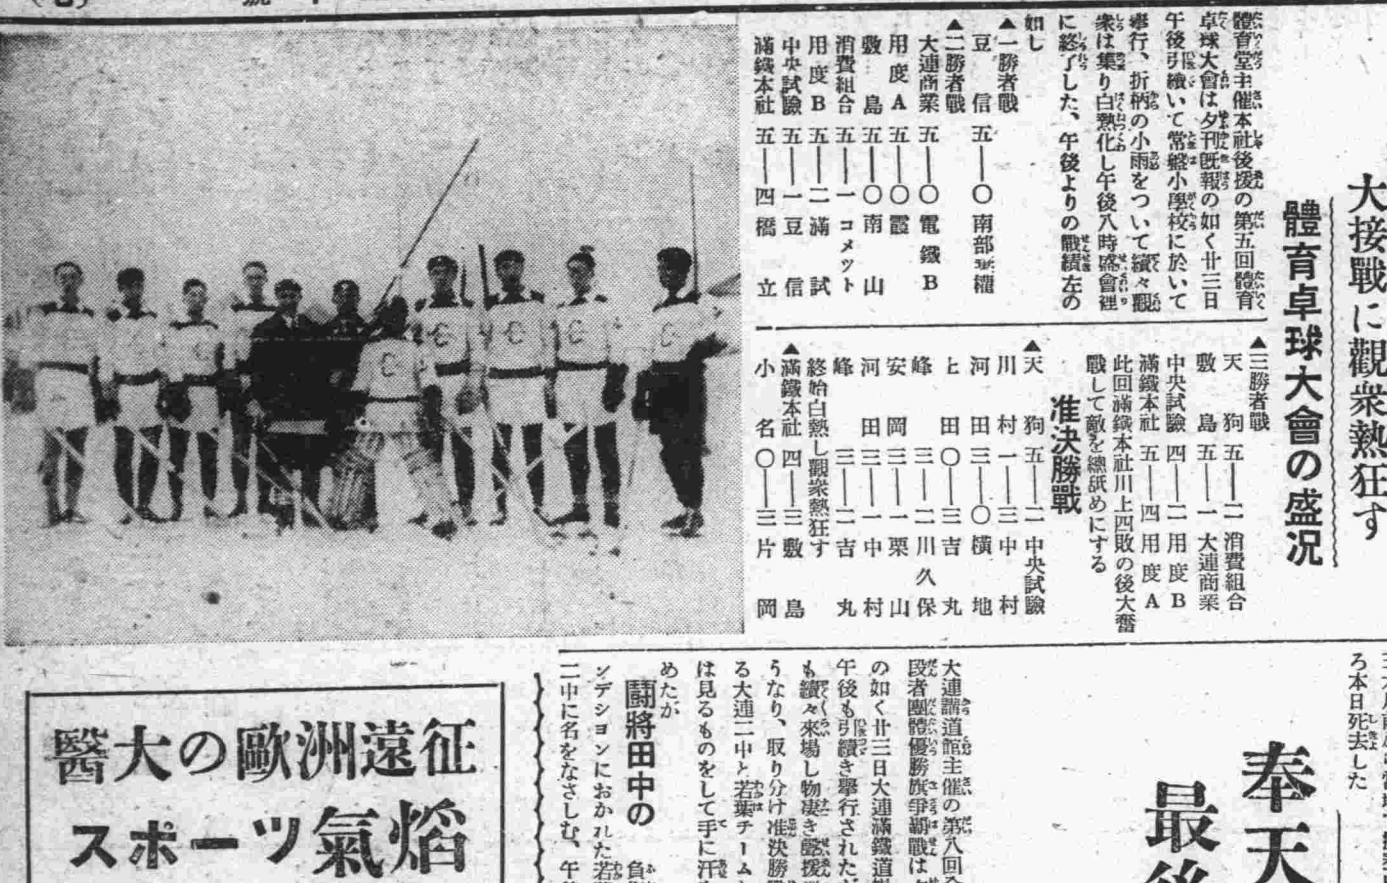 大接戰に觀衆熱狂す
體育卓球大會の盛况
體育堂主催本社後援の第五回體育
卓球大會は夕刊既報の如く廿三日
午後引續いて常盤小學校に於いて
擧行、折柄の小雨をついて續々觀
衆は集り白熱化し午後八時盛會裡
に終了した、午後よりの戰績左の
如し
▲一勝者戰
豆信 五―〇 南部
▲二勝者戰
大連商業 五―〇 電鐵B
用度A 五―〇 霞
敷島 五―〇 南山
消費組合 五―一 コメット
用度B 五―二 滿試
中央試驗 五―一 豆信
滿鐵本社 五―四 橋立
▲三勝者戰
天狗 五―二 消費組合
敷島 五―一 大連商業
中央試驗 四―二 用度B
滿鐵本社 五―四 用度A
此回滿鐵本社川上四敗の後大奮
戰して敵を總舐めにする
准決勝戰
▲天狗 五―二 中央試驗
川村 一―三 中村
河田 三―〇 横地
上田 〇―三 吉丸
峰 三―二 川久保
安岡 三―一 栗山
河田 三―一 中村
峰 三―二 吉丸
終始白熱し觀衆熱狂す
▲滿鐵本社 四―三 敷島
小名 〇―三 片岡
ろ本日死去した
奉天
最後
大連講道館主催の第八回
段者團體優勝旗爭覇戰は
の如く廿三日大連滿鐵道
午後も引續き擧行された
も續々來場し物凄き聲援
うなり、取り分け准決勝
る大連二中と若葉チーム
は見るものをして手に汗
めたが
鬪將田中の
ンデシヨンにおかれた若
二中に名をなさしむ、午
醫大の歐洲遠征
スポーツ氣焰